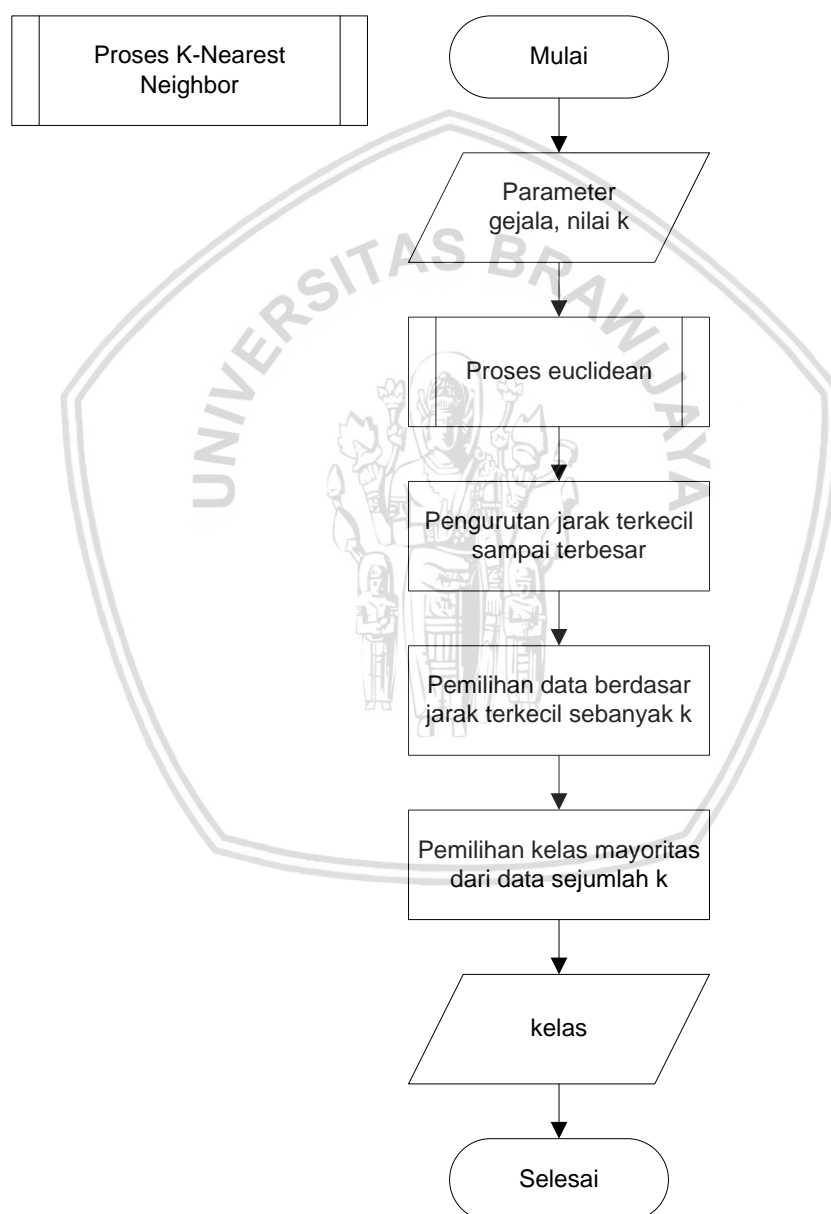 Proses K-Nearest
Neighbor
Mulai
Parameter
gejala, nilai k
UNIVERSITAS BRAWIJAYA
Proses euclidean
Pengurutan jarak terkecil
sampai terbesar
Pemilihan data berdasar
jarak terkecil sebanyak k
Pemilihan kelas mayoritas
dari data sejumlah k
kelas
Selesai